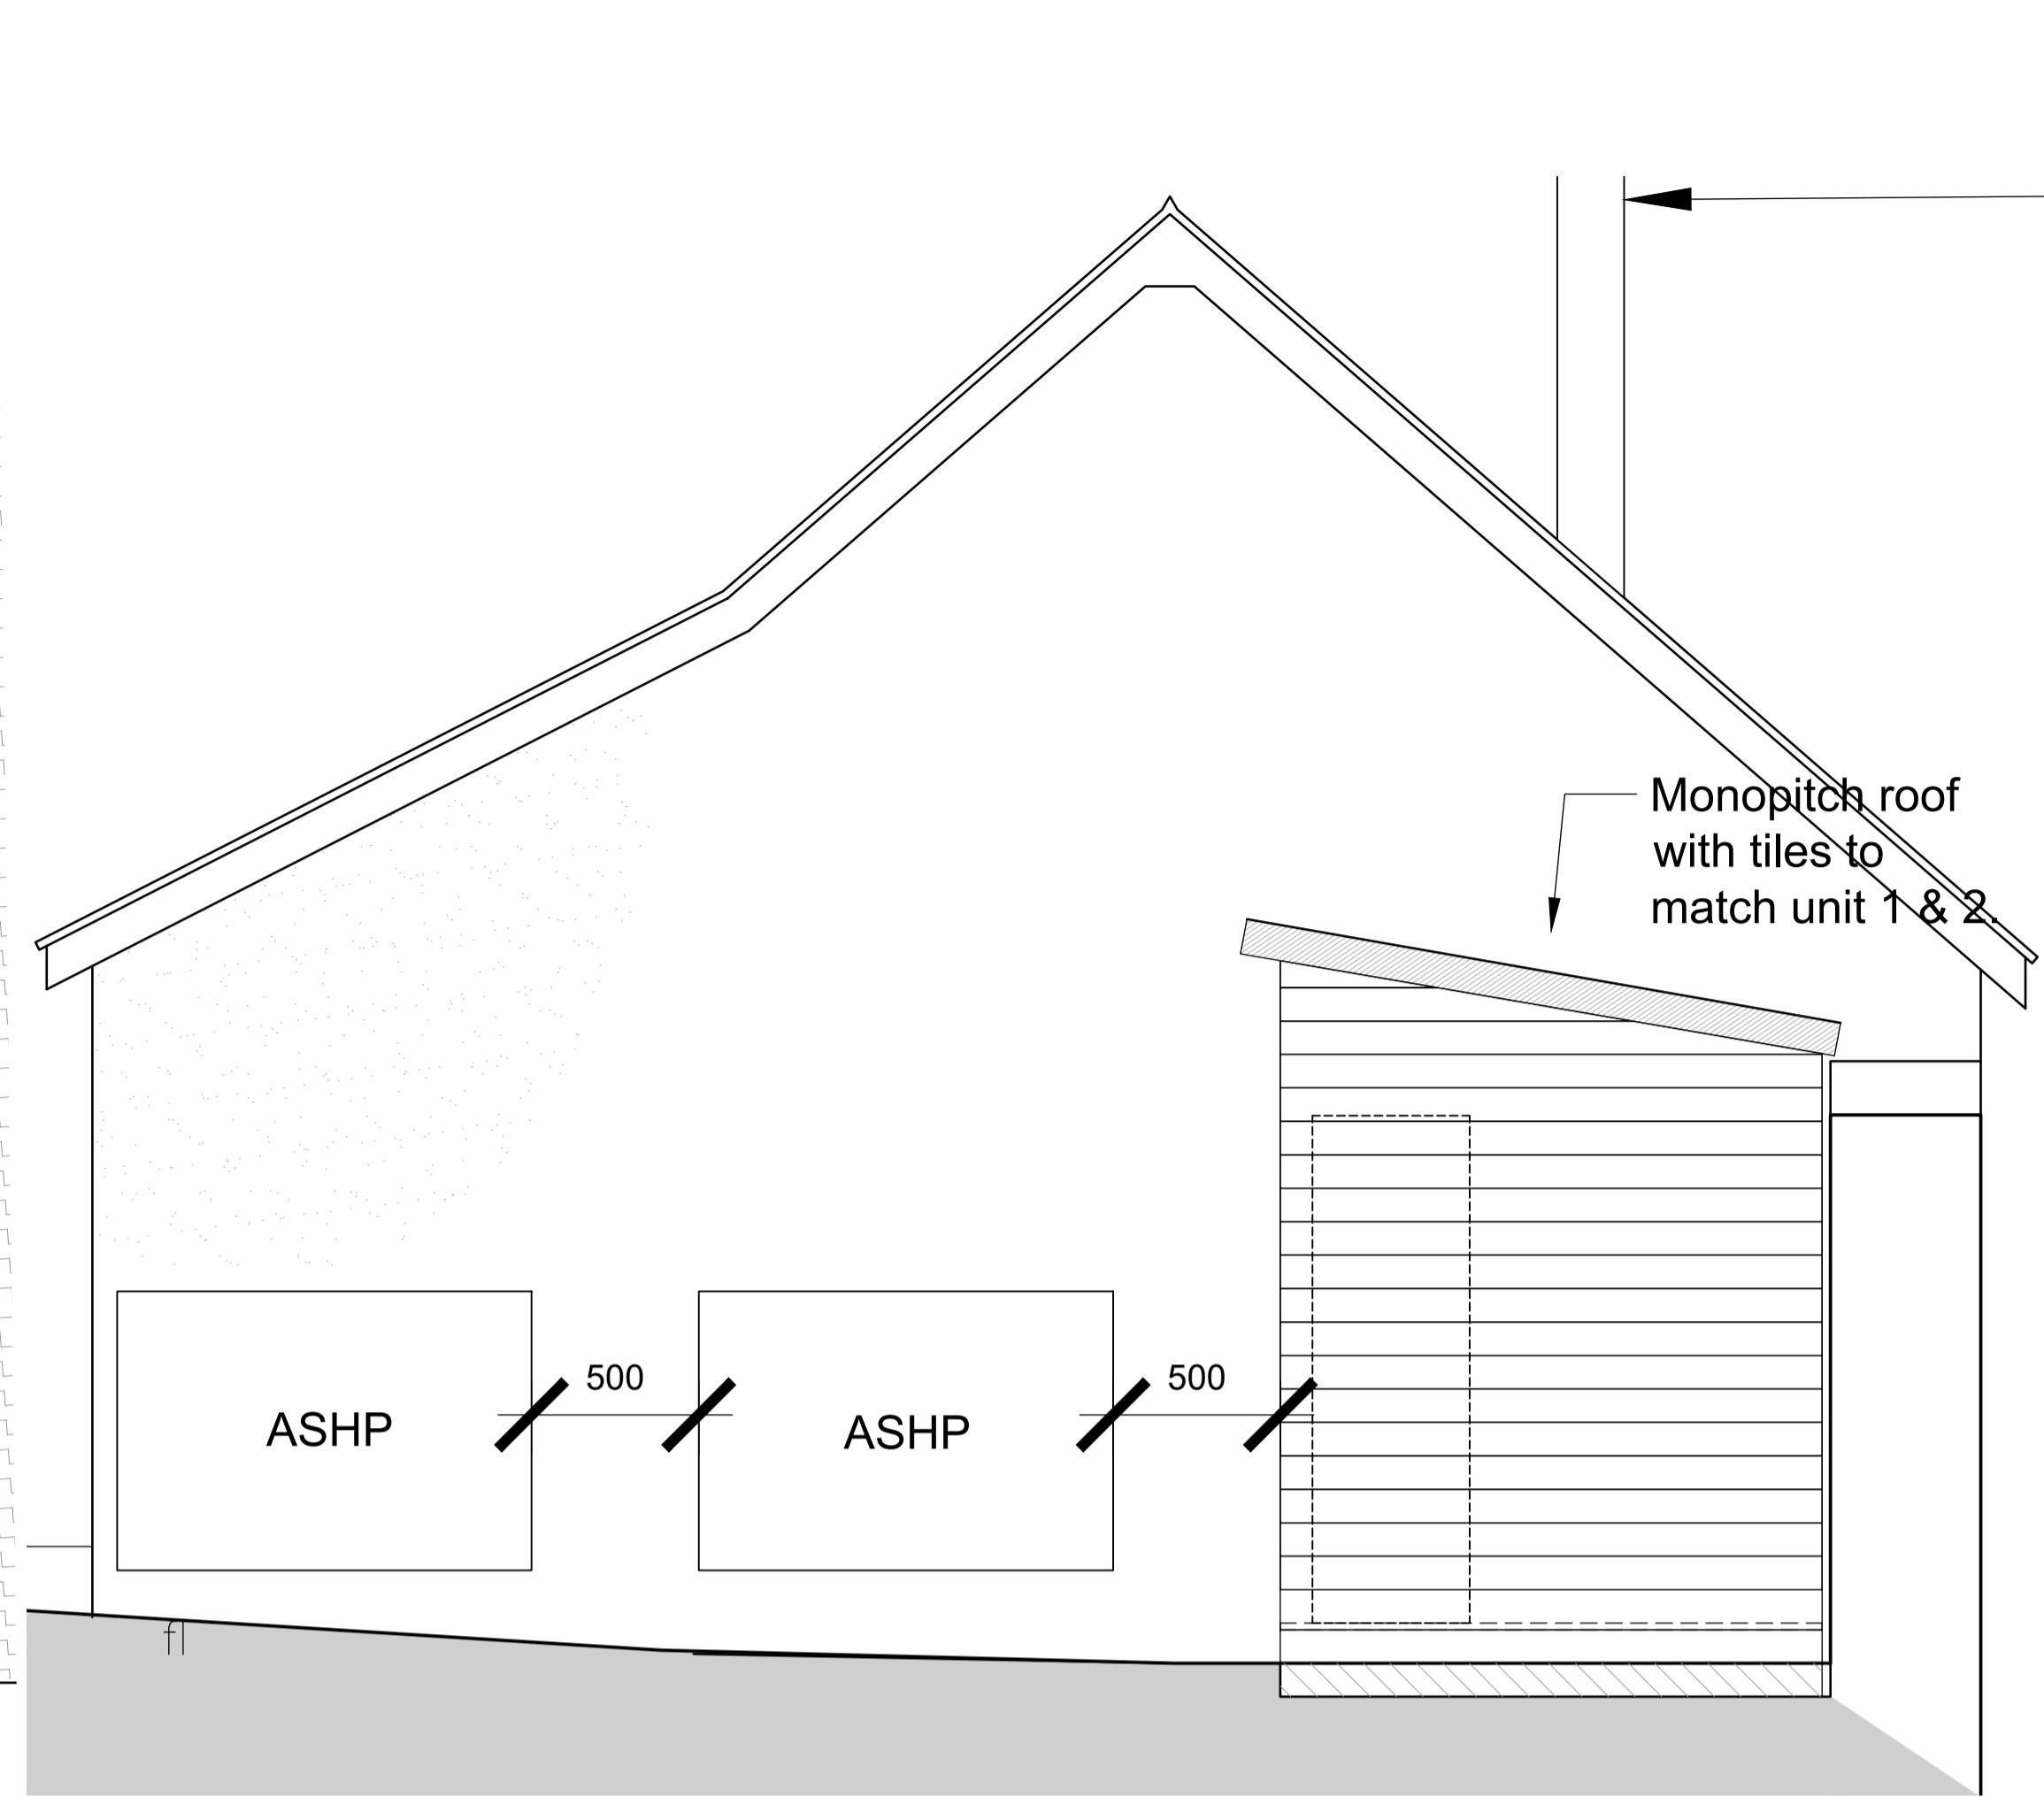 Monopitch roof
with tiles to
match unit 1 & 2.
500
500
ASHP
ASHP
fl